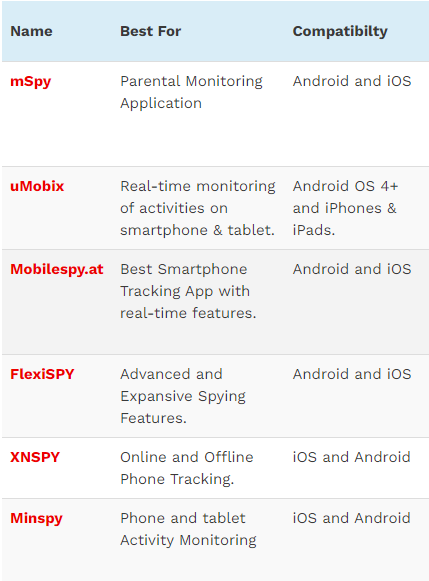 Name Best For Compatibilty
mSpy Parental Monitoring Android and iOS
Application
uMobix Real-time monitoring Android OS 4+
of activities on and iPhones &
smartphone & tablet. iPads.
Mobilespy.at Best Smartphone Android and iOS
Tracking App with
real-time features.
FlexiSPY Advanced and Android and iOS
Expansive Spying
Features.
XNSPY Online and Offline iOS and Android
Phone Tracking.
Minspy Phone and tablet iOS and Android
Activity Monitoring